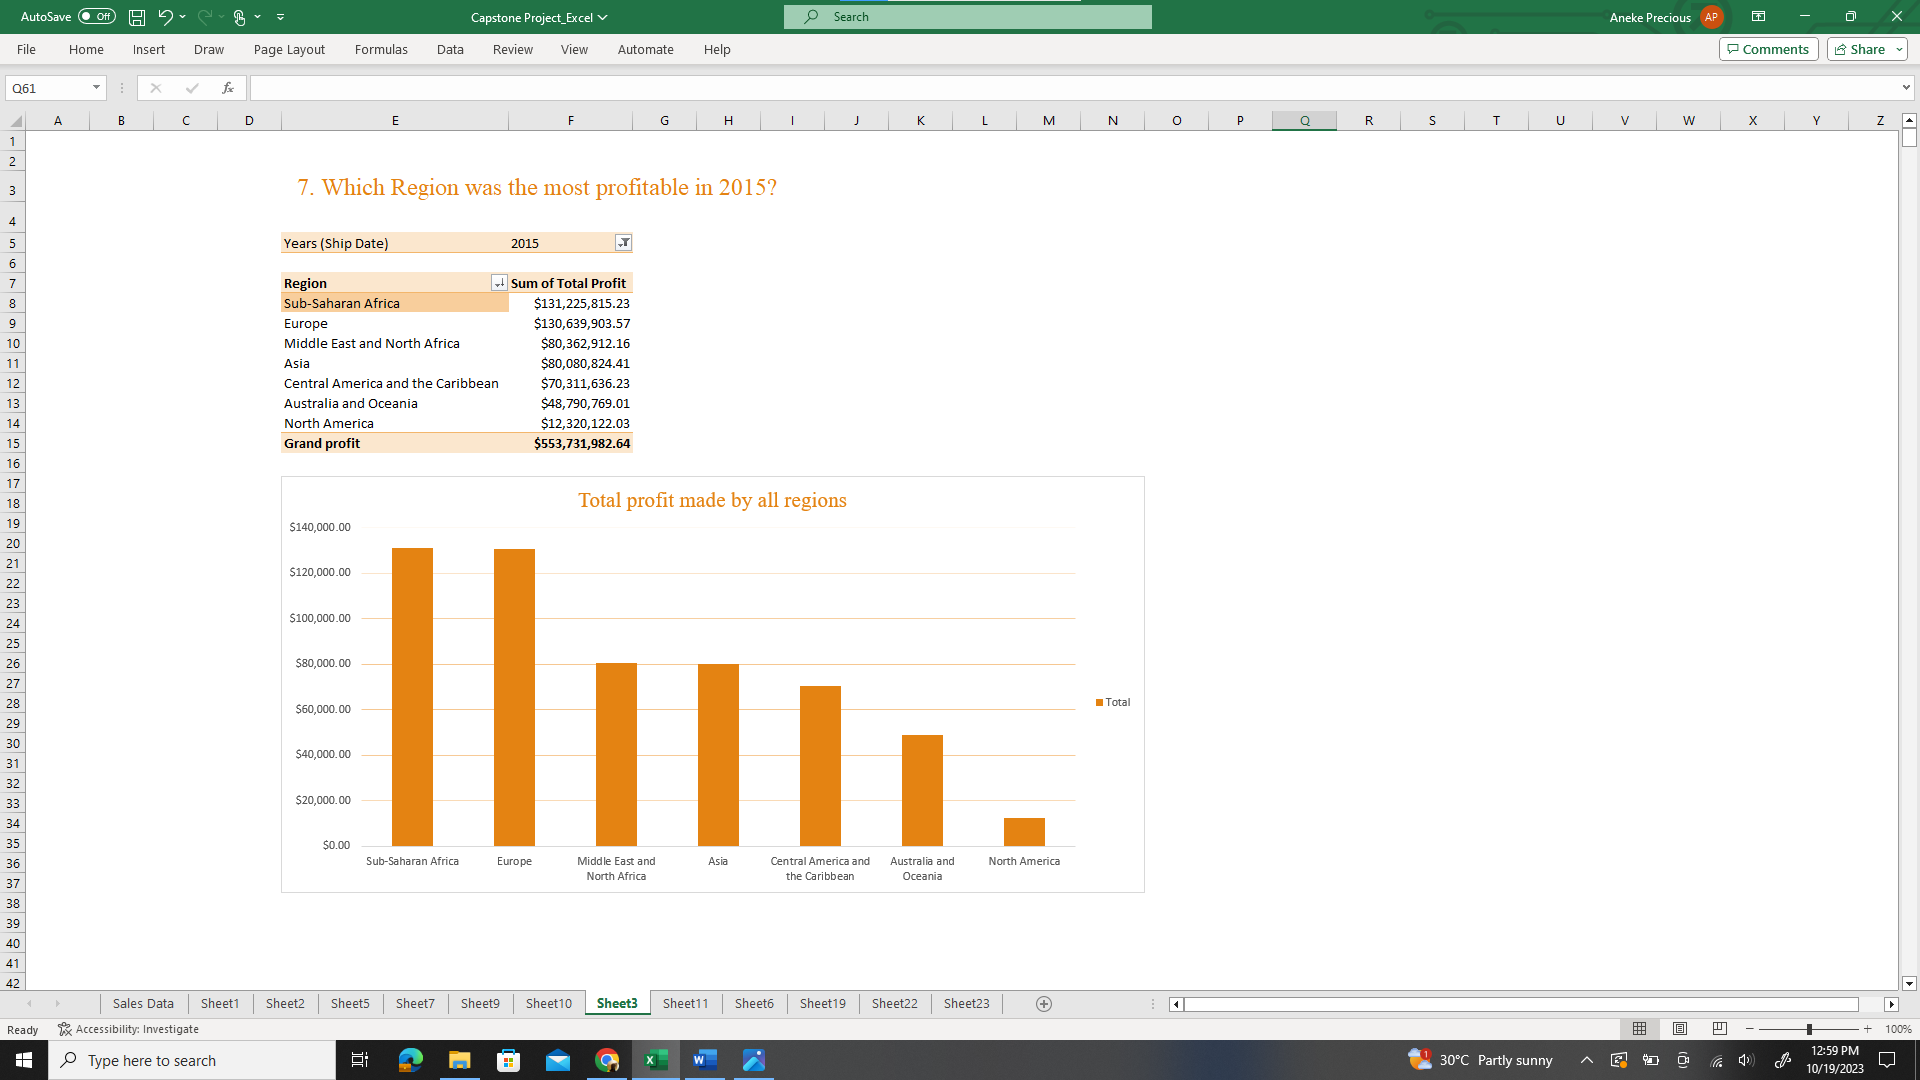 AutoSave Off Capstone Project_Excel Search Aneke Precious AP
File Home Insert Draw Page Layout Formulas Data Review View Automate Help Comments Share
Q61 fx
A B C D E F G H I J K L M N O P Q R S T U V W X Y Z
1
2
3 7. Which Region was the most profitable in 2015?
4
5 Years (Ship Date) 2015
6
7 Region Sum of Total Profit
8 Sub-Saharan Africa $131,225,815.23
9 Europe $130,639,903.57
10 Middle East and North Africa $80,362,912.16
11 Asia $80,080,824.41
12 Central America and the Caribbean $70,311,636.23
13 Australia and Oceania $48,790,769.01
14 North America $12,320,122.03
15 Grand profit $553,731,982.64
16
17
18 Total profit made by all regions
19 $140,000.00
20
21 $120,000.00
22
23
24 $100,000.00
25
26 $80,000.00
27
28 $60,000.00 Total
29
30
31 $40,000.00
32
33 $20,000.00
34
35 $0.00
36 Sub-Saharan Africa Europe Middle East and Asia Central America and Australia and North America
37 North Africa the Caribbean Oceania
38
39
40
41
42
Sales Data Sheet1 Sheet2 Sheet5 Sheet7 Sheet9 Sheet10 Sheet3 Sheet11 Sheet6 Sheet19 Sheet22 Sheet23
Ready Accessibility: Investigate 100%
Type here to search 1 30°C Partly sunny 12:59 PM
10/19/2023